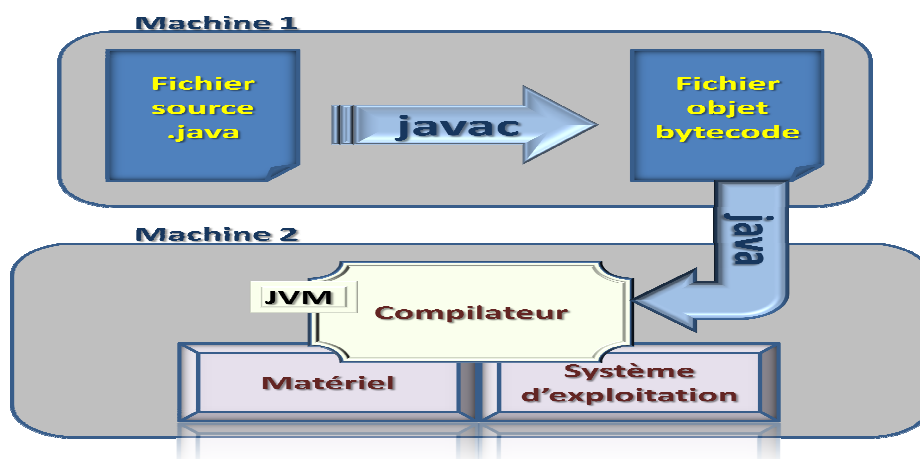 Machine 1
Fichier
source
.java
javac
Fichier
objet
bytecode
java
Machine 2
JVM
Compilateur
Matériel
Système
d'exploitation